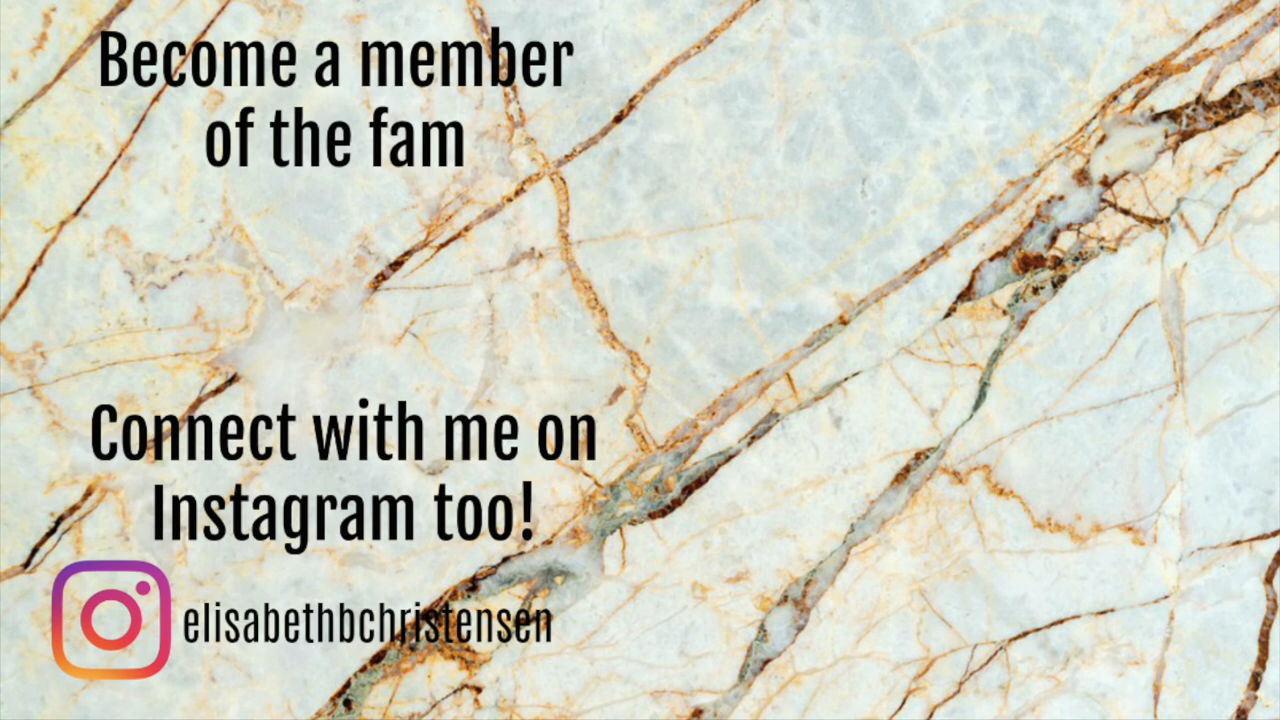 Become a member
of the fam
Connect with me on
Instagram too!
elisabethbchristensen